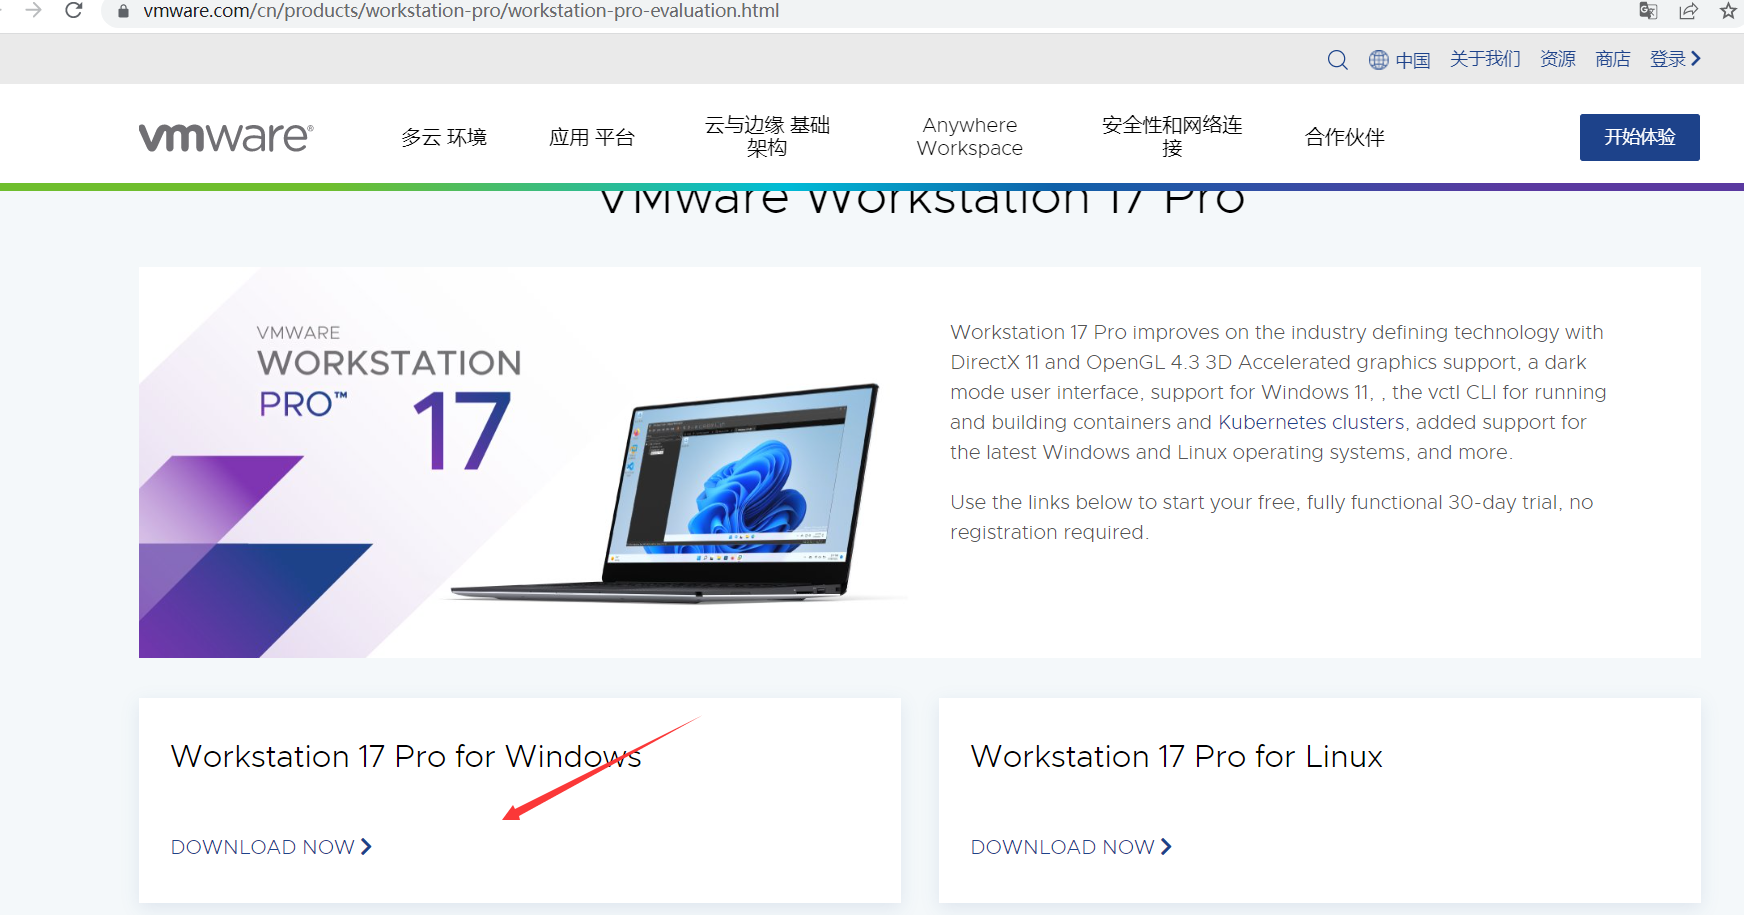 vmware.com/cn/products/workstation-pro/workstation-pro-evaluation.html
中国 关于我们 资源 商店 登录
vmware®
多云 环境
应用 平台
云与边缘 基础
架构
Anywhere
Workspace
安全性和网络连
接
合作伙伴
开始体验
VMware Workstation 17 Pro
VMWARE
WORKSTATION
PRO™ 17
Workstation 17 Pro improves on the industry defining technology with
DirectX 11 and OpenGL 4.3 3D Accelerated graphics support, a dark
mode user interface, support for Windows 11, , the vctl CLI for running
and building containers and Kubernetes clusters, added support for
the latest Windows and Linux operating systems, and more.
Use the links below to start your free, fully functional 30-day trial, no
registration required.
Workstation 17 Pro for Windows
DOWNLOAD NOW
Workstation 17 Pro for Linux
DOWNLOAD NOW